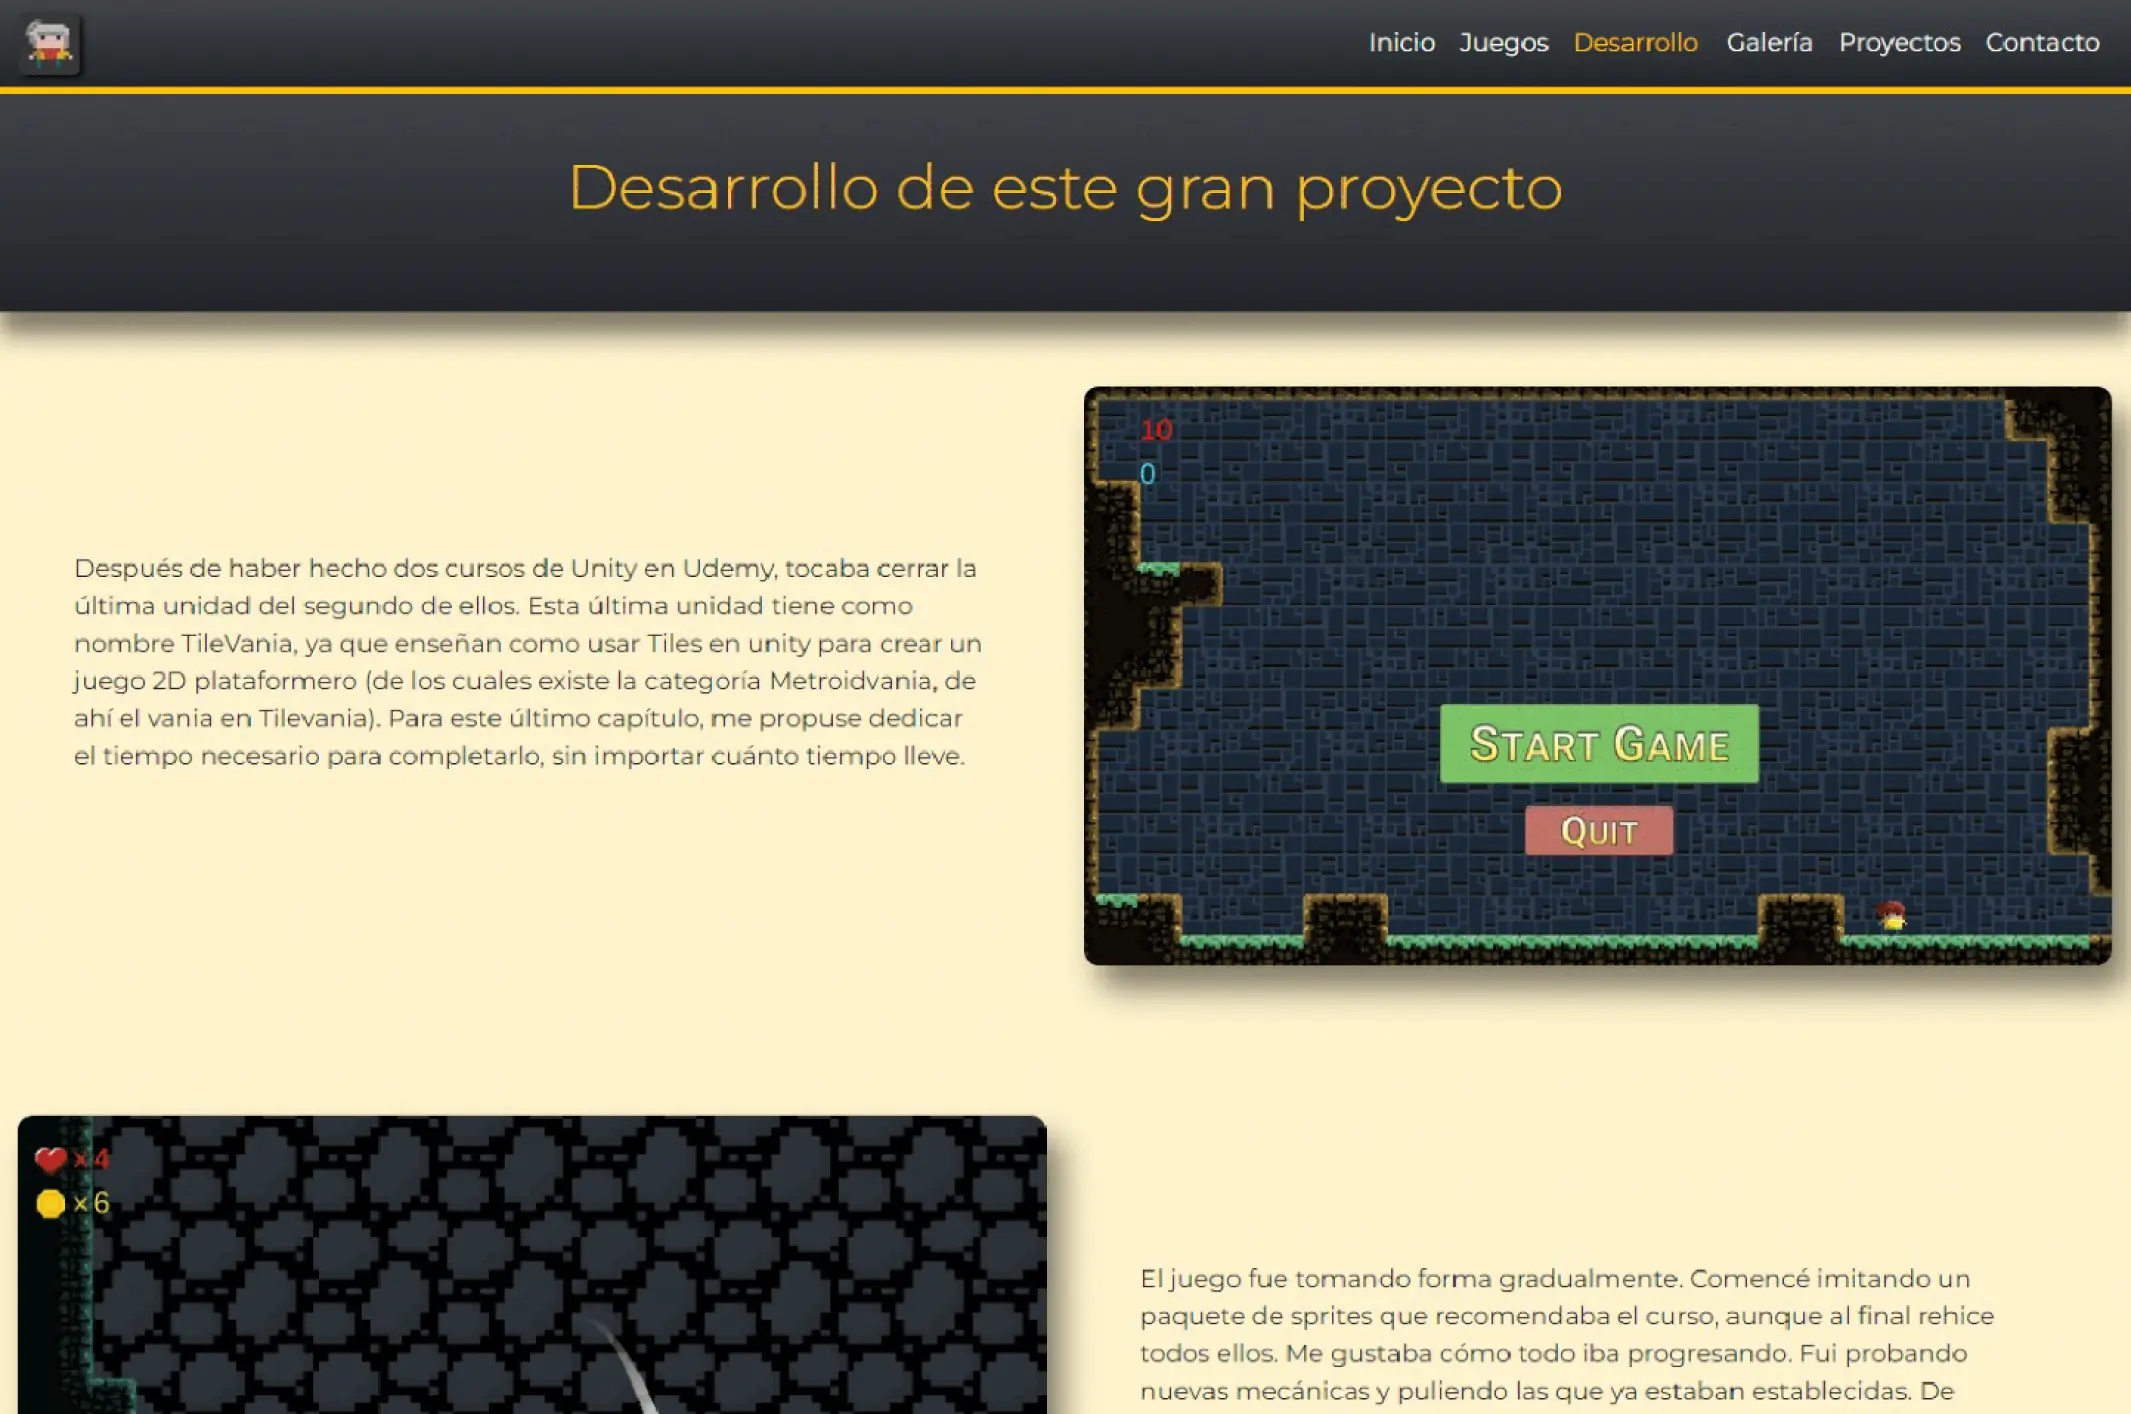 Inicio Juegos Desarrollo Galería Proyectos Contacto
Desarrollo de este gran proyecto
Después de haber hecho dos cursos de Unity en Udemy, tocaba cerrar la
última unidad del segundo de ellos. Esta última unidad tiene como
nombre TileVania, ya que enseñan como usar Tiles en unity para crear un
juego 2D plataformero (de los cuales existe la categoría Metroidvania, de
ahí el vania en Tilevania). Para este último capítulo, me propuse dedicar
el tiempo necesario para completarlo, sin importar cuánto tiempo lleve.
10
0
START GAME
QUIT
x 4
x 6
El juego fue tomando forma gradualmente. Comencé imitando un
paquete de sprites que recomendaba el curso, aunque al final rehice
todos ellos. Me gustaba cómo todo iba progresando. Fui probando
nuevas mecánicas y puliendo las que ya estaban establecidas. De